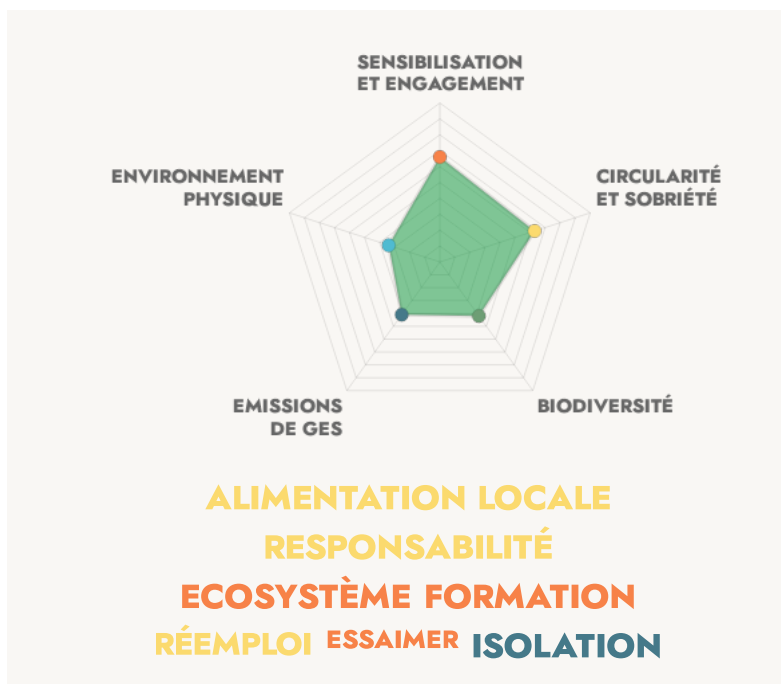 SENSIBILISATION
ET ENGAGEMENT
ENVIRONNEMENT
PHYSIQUE
CIRCULARITÉ
ET SOBRIÉTÉ
EMISSIONS
DE GES
BIODIVERSITÉ
ALIMENTATION LOCALE
RESPONSABILITÉ
ECOSYSTÈME FORMATION
RÉEMPLOI ESSAIMER ISOLATION